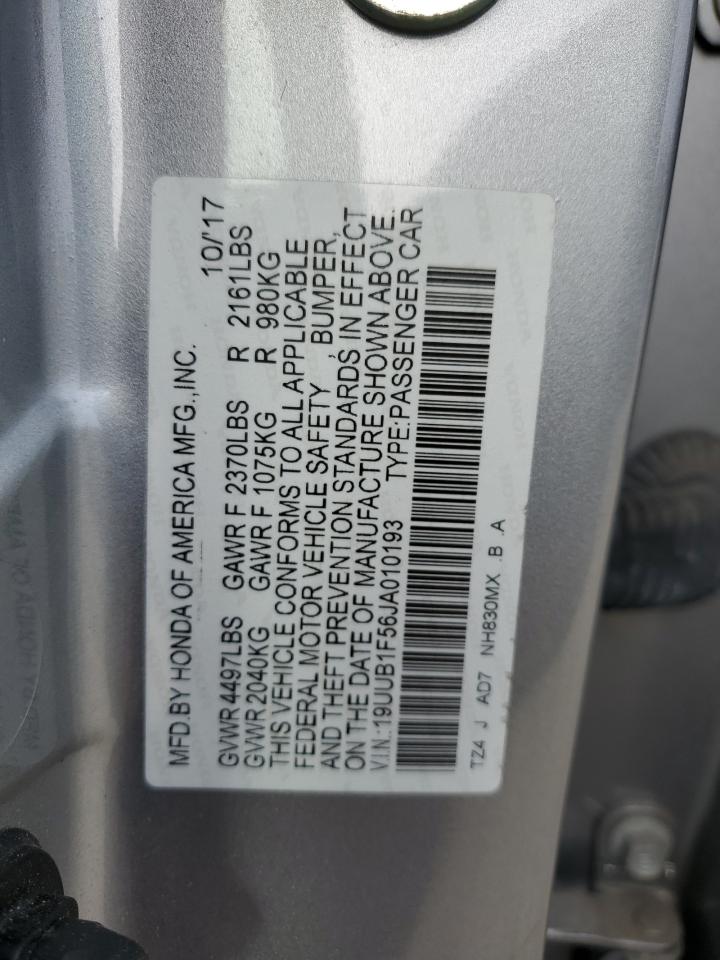 MFD.BY HONDA OF AMERICA MFG.,INC. 10/'17
GVWR 4497LBS GAWR F 2370LBS R 2161LBS
GVWR 2040KG GAWR F 1075KG R 980KG
THIS VEHICLE CONFORMS TO ALL APPLICABLE
FEDERAL MOTOR VEHICLE SAFETY , BUMPER,
AND THEFT PREVENTION STANDARDS IN EFFECT
ON THE DATE OF MANUFACTURE SHOWN ABOVE.
V.I.N.:19UUB1F56JA010193 TYPE:PASSENGER CAR
TZ4 J AD7 NH830MX .B .A